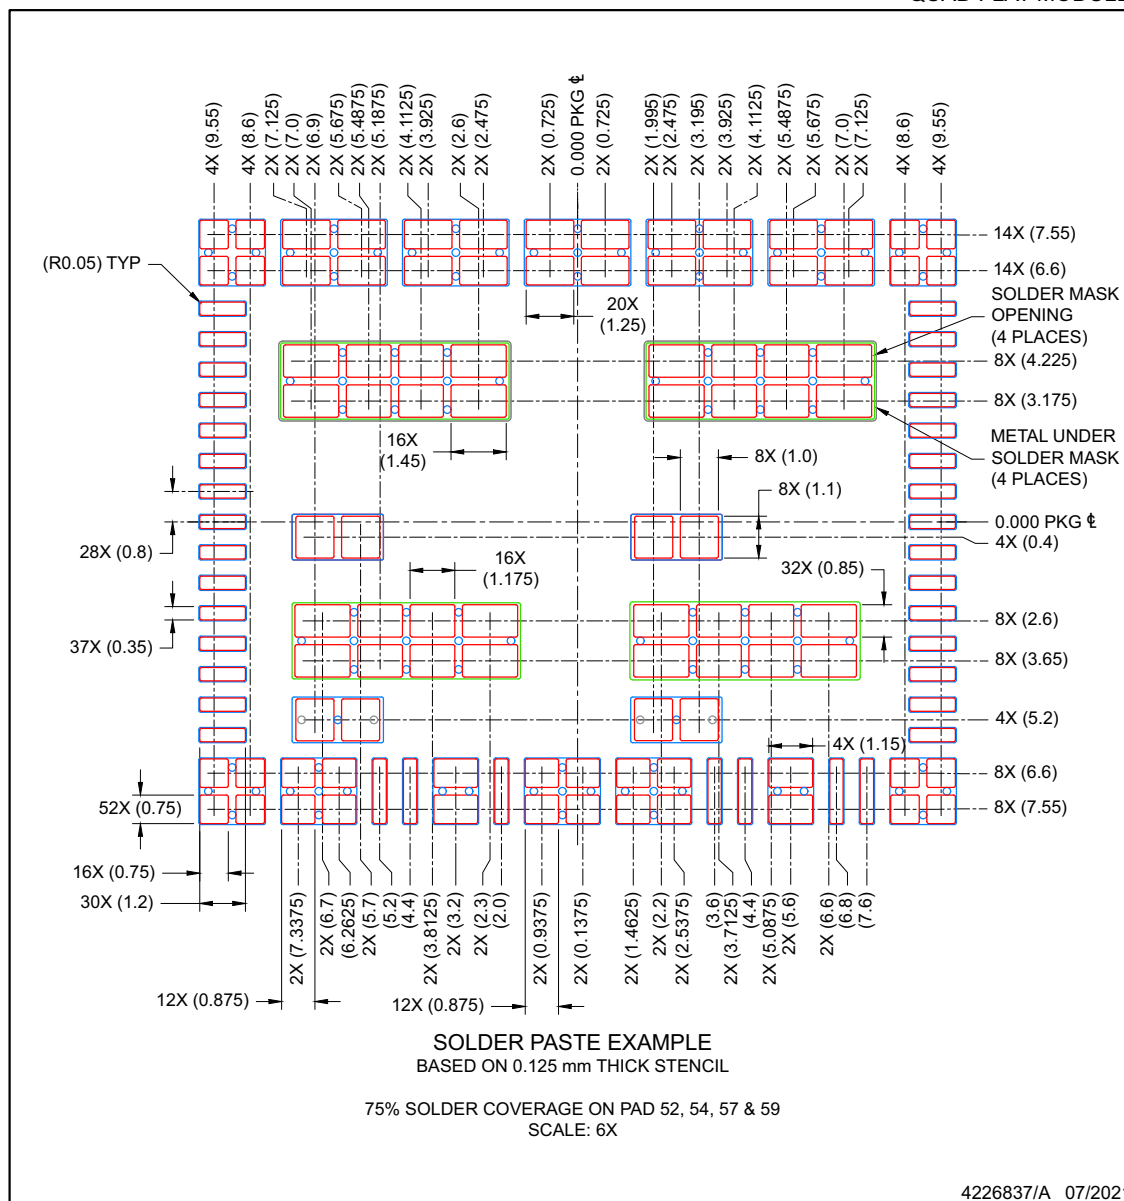 4X (9.55)
4X (8.6)
2X (7.125)
2X (7.0)
2X (6.9)
2X (5.675)
2X (5.4875)
2X (5.1875)
2X (4.1125)
2X (3.925)
2X (2.6)
2X (2.475)
2X (0.725)
0.000 PKG ℄
2X (0.725)
2X (1.995)
2X (2.475)
2X (3.195)
2X (3.925)
2X (4.1125)
2X (5.4875)
2X (5.675)
2X (7.0)
2X (7.125)
4X (8.6)
4X (9.55)
14X (7.55)
(R0.05) TYP
14X (6.6)
SOLDER MASK
OPENING
(4 PLACES)
20X
(1.25)
8X (4.225)
8X (3.175)
METAL UNDER
SOLDER MASK
(4 PLACES)
16X
(1.45)
8X (1.0)
8X (1.1)
0.000 PKG ℄
4X (0.4)
28X (0.8)
16X
(1.175)
32X (0.85)
8X (2.6)
37X (0.35)
8X (3.65)
4X (5.2)
4X (1.15)
8X (6.6)
52X (0.75)
8X (7.55)
16X (0.75)
30X (1.2)
2X (7.3375)
2X (6.7)
(6.2625)
2X (5.7)
(5.2)
(4.4)
2X (3.8125)
2X (3.2)
2X (2.3)
(2.0)
2X (0.9375)
2X (0.1375)
2X (1.4625)
2X (2.2)
2X (2.5375)
(3.6)
2X (3.7125)
(4.4)
2X (5.0875)
2X (5.6)
2X (6.6)
(6.8)
(7.6)
12X (0.875)
12X (0.875)
SOLDER PASTE EXAMPLE
BASED ON 0.125 mm THICK STENCIL
75% SOLDER COVERAGE ON PAD 52, 54, 57 & 59
SCALE: 6X
4226837/A 07/2021